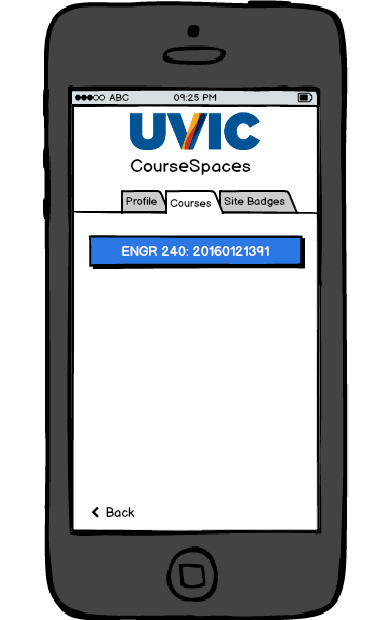 ABC 09:25 PM
UVIC
CourseSpaces
Profile Courses Site Badges
ENGR 240: 20160121391
Back